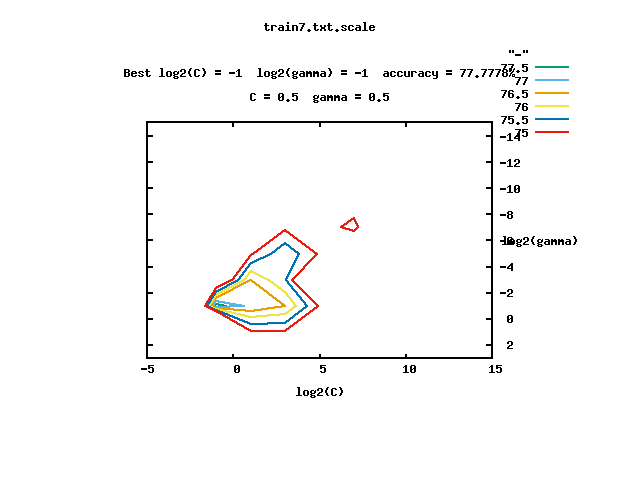 train7.txt.scale
"-"
Best log2(C) = -1  log2(gamma) = -1  accuracy = 77.7778%
77.5
77
C = 0.5  gamma = 0.5
76.5
76
75.5
75
-14
-12
-10
-8
-6
log2(gamma)
-4
-2
0
2
-5 0 5 10 15
log2(C)